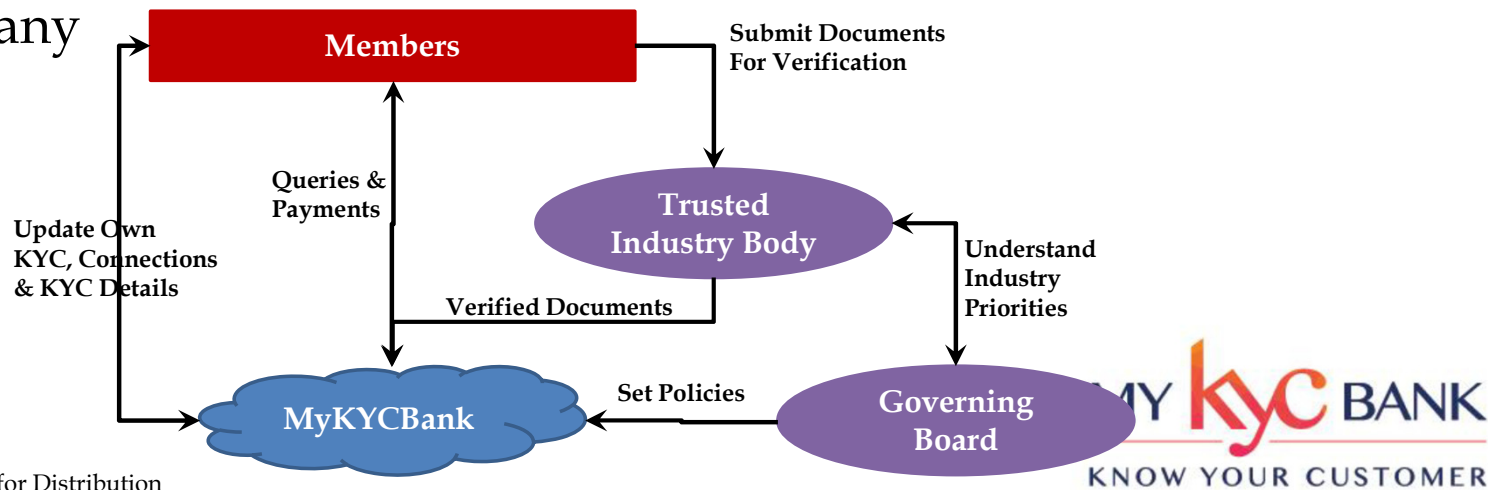 any
Members
Submit Documents
For Verification
Queries &
Payments
Trusted
Industry Body
Update Own
KYC, Connections
& KYC Details
Understand
Industry
Priorities
Verified Documents
MyKYCBank
Set Policies
Governing
Board
MY kyc BANK
KNOW YOUR CUSTOMER
for Distribution